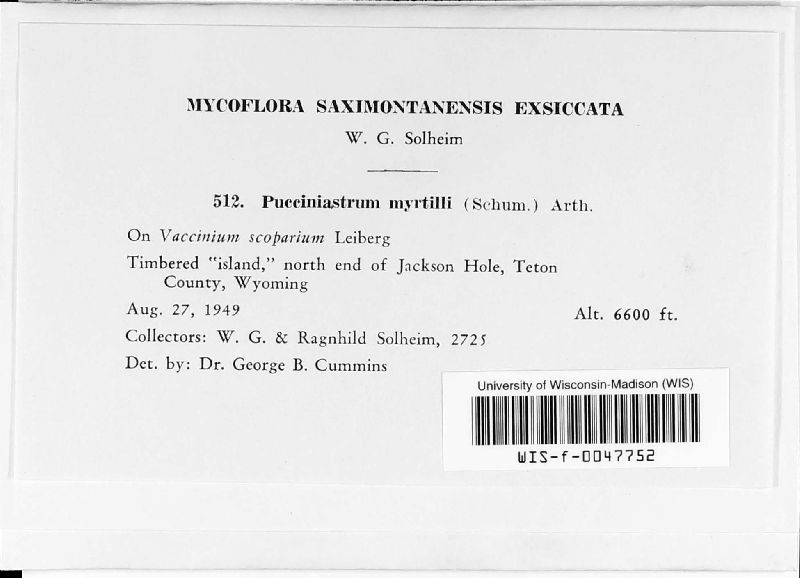 MYCOFLORA SAXIMONTANENSIS EXSICCATA
W. G. Solheim
512. Pucciniastrum myrtilli (Schum.) Arth.
On Vaccinium scoparium Leiberg
Timbered "island," north end of Jackson Hole, Teton
County, Wyoming
Aug. 27, 1949 Alt. 6600 ft.
Collectors: W. G. & Ragnhild Solheim, 2725
Det. by: Dr. George B. Cummins
University of Wisconsin-Madison (WIS)
WIS-f-0047752